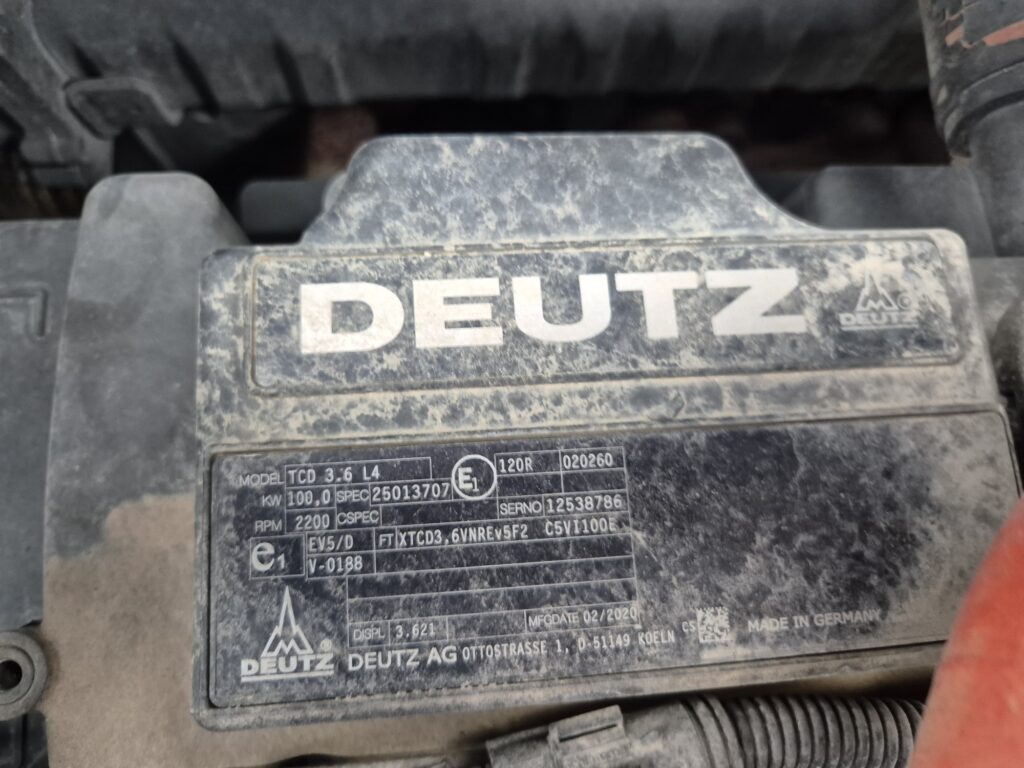 DEUTZ
DEUTZ ®
MODEL TCD 3.6 L4 E1 120R 020260
KW 100,0 SPEC 25013707
RPM 2200 CSPEC SERNO 12538786
e1 EV5/D FT XTCD3,6VNREv5F2 C5VI100E
V-0188
DISPL 3.621 MFGDATE 02/2020
DEUTZ ® DEUTZ AG OTTOSTRASSE 1, D-51149 KOELN CS MADE IN GERMANY